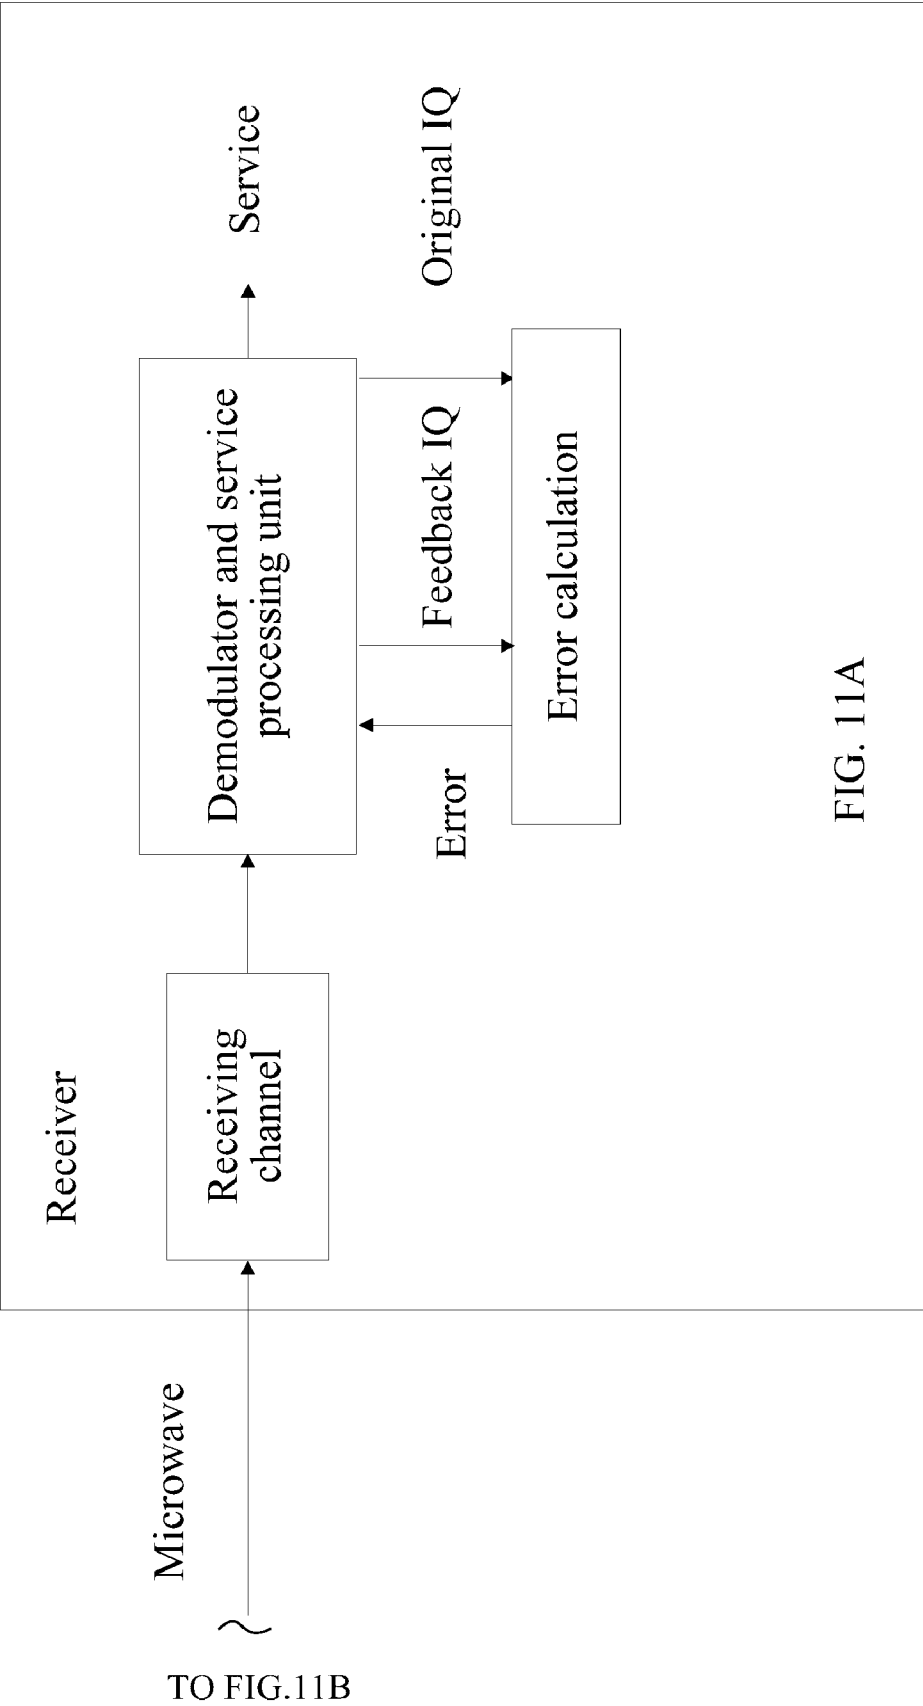 Receiver
Microwave
TO FIG.11B
Receiving
channel
Demodulator and service
processing unit
Service
Error
Feedback IQ
Original IQ
Error calculation
FIG. 11A